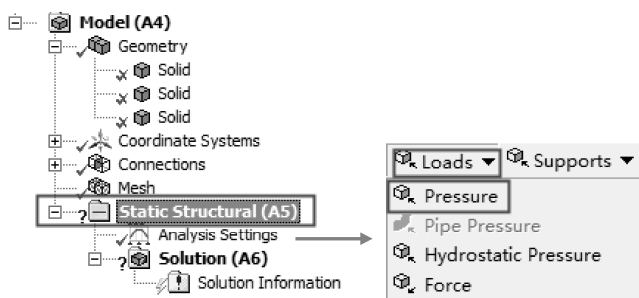 Model (A4)
Geometry
Solid
Solid
Solid
Coordinate Systems
Connections
Mesh
Static Structural (A5)
Analysis Settings
Solution (A6)
Solution Information
Loads Supports
Pressure
Pipe Pressure
Hydrostatic Pressure
Force